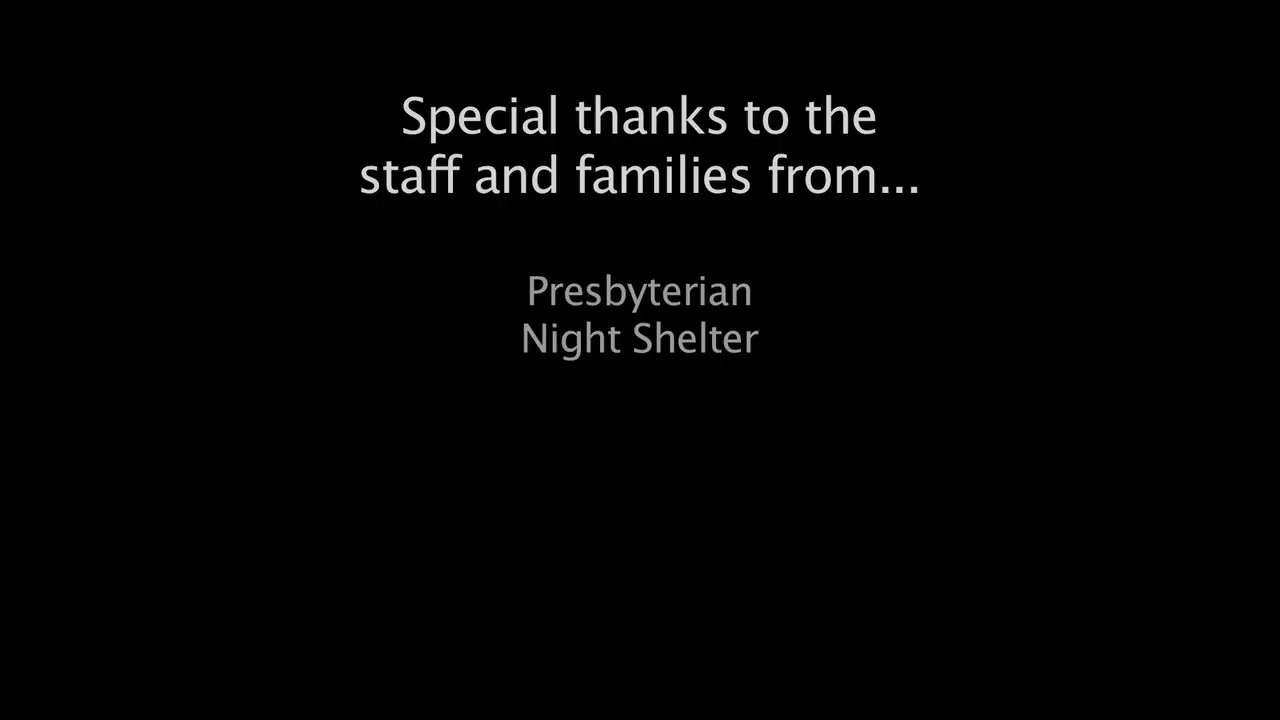 Special thanks to the
staff and families from...
Presbyterian
Night Shelter